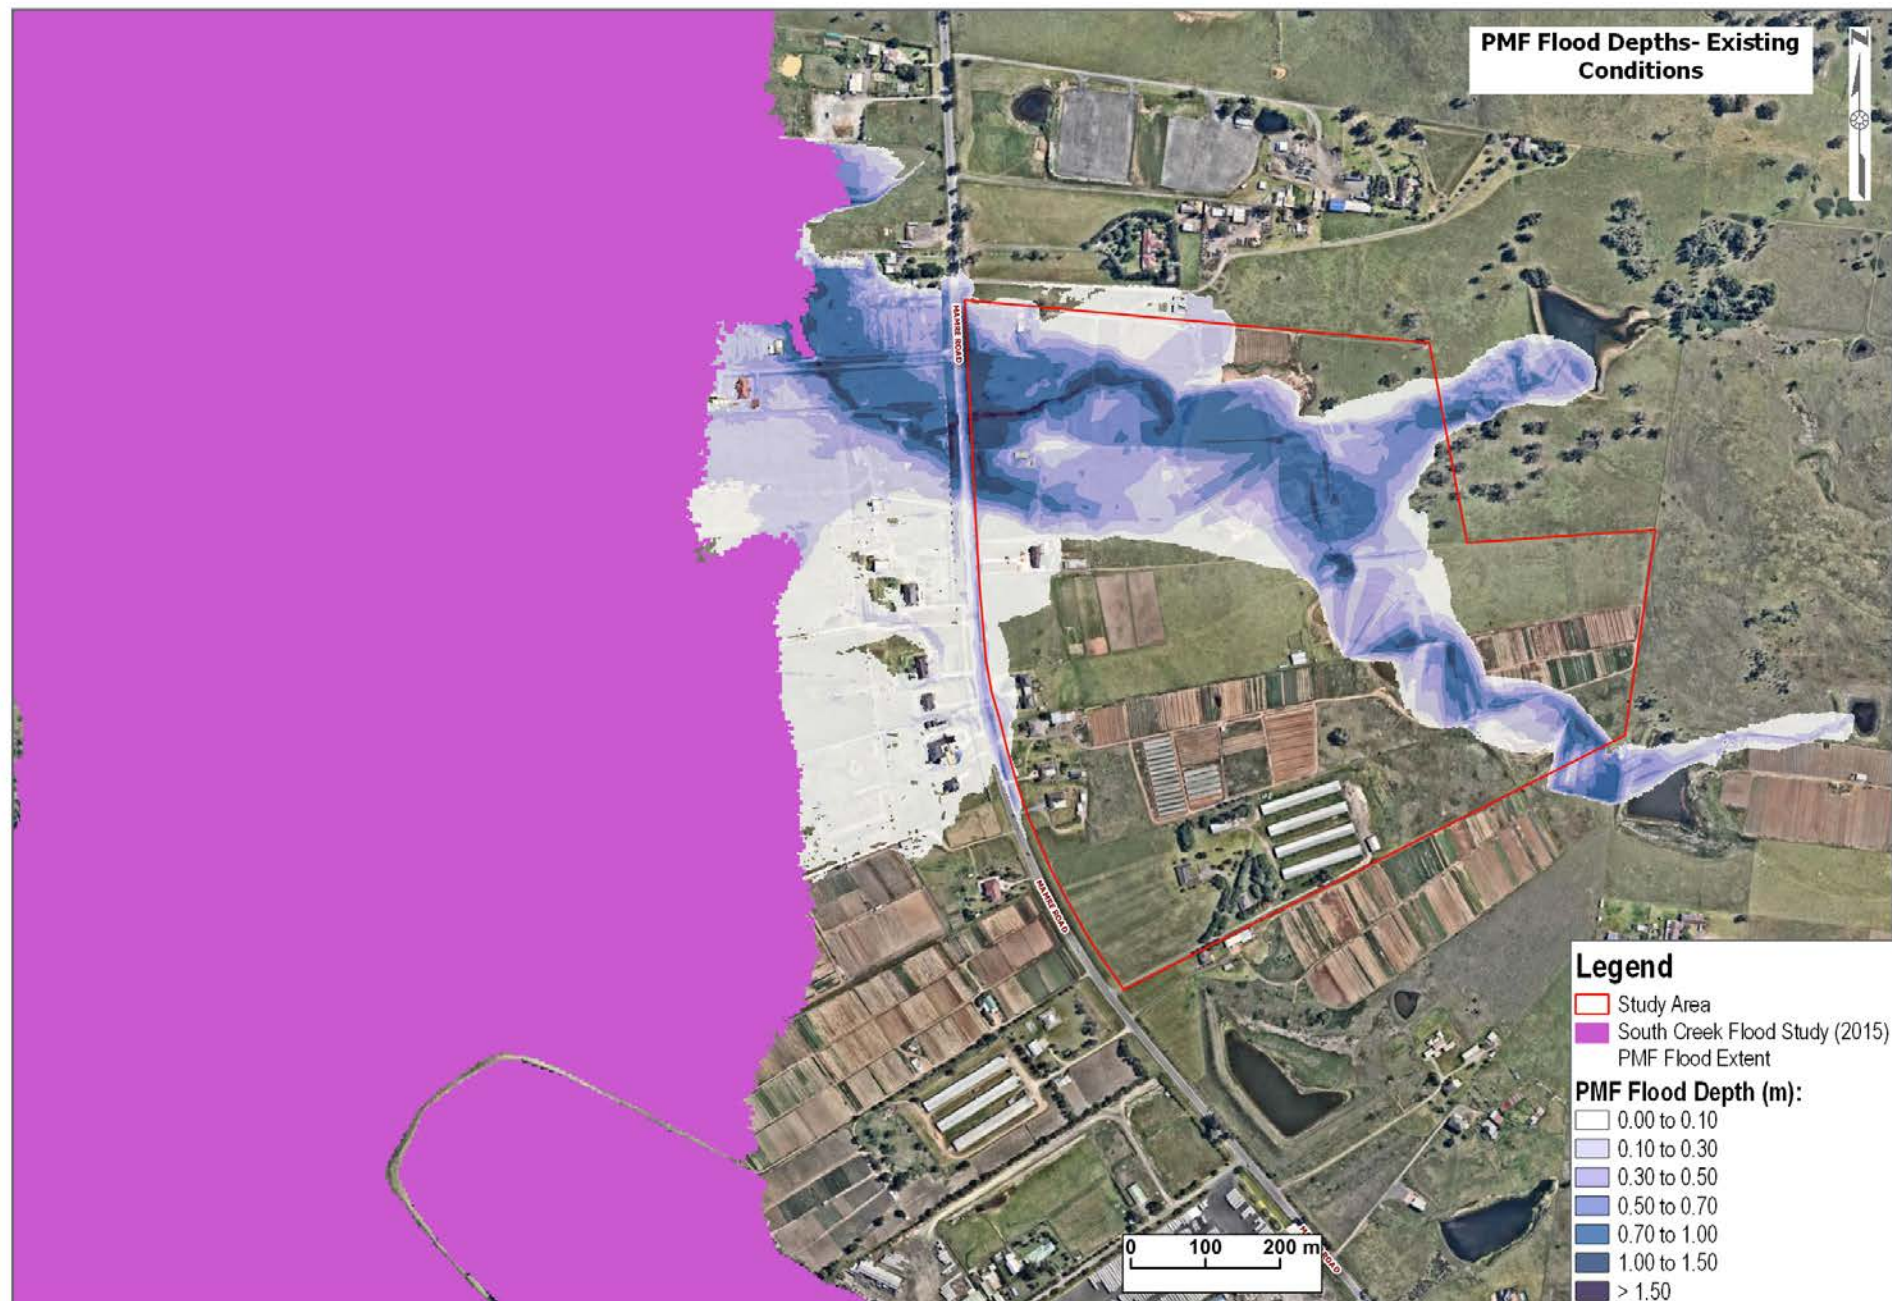 PMF Flood Depths- Existing
Conditions
N
MAMRE ROAD
MAMRE ROAD
Legend
Study Area
South Creek Flood Study (2015)
PMF Flood Extent
PMF Flood Depth (m):
0.00 to 0.10
0.10 to 0.30
0.30 to 0.50
0.50 to 0.70
0.70 to 1.00
1.00 to 1.50
> 1.50
0 100 200 m
ROAD